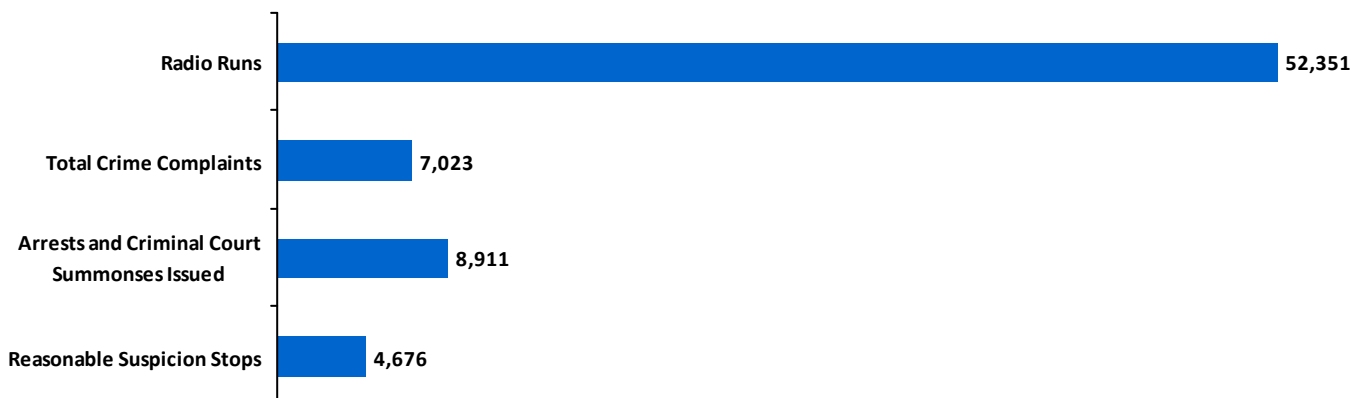 Radio Runs
52,351
Total Crime Complaints
7,023
Arrests and Criminal Court
Summonses Issued
8,911
Reasonable Suspicion Stops
4,676